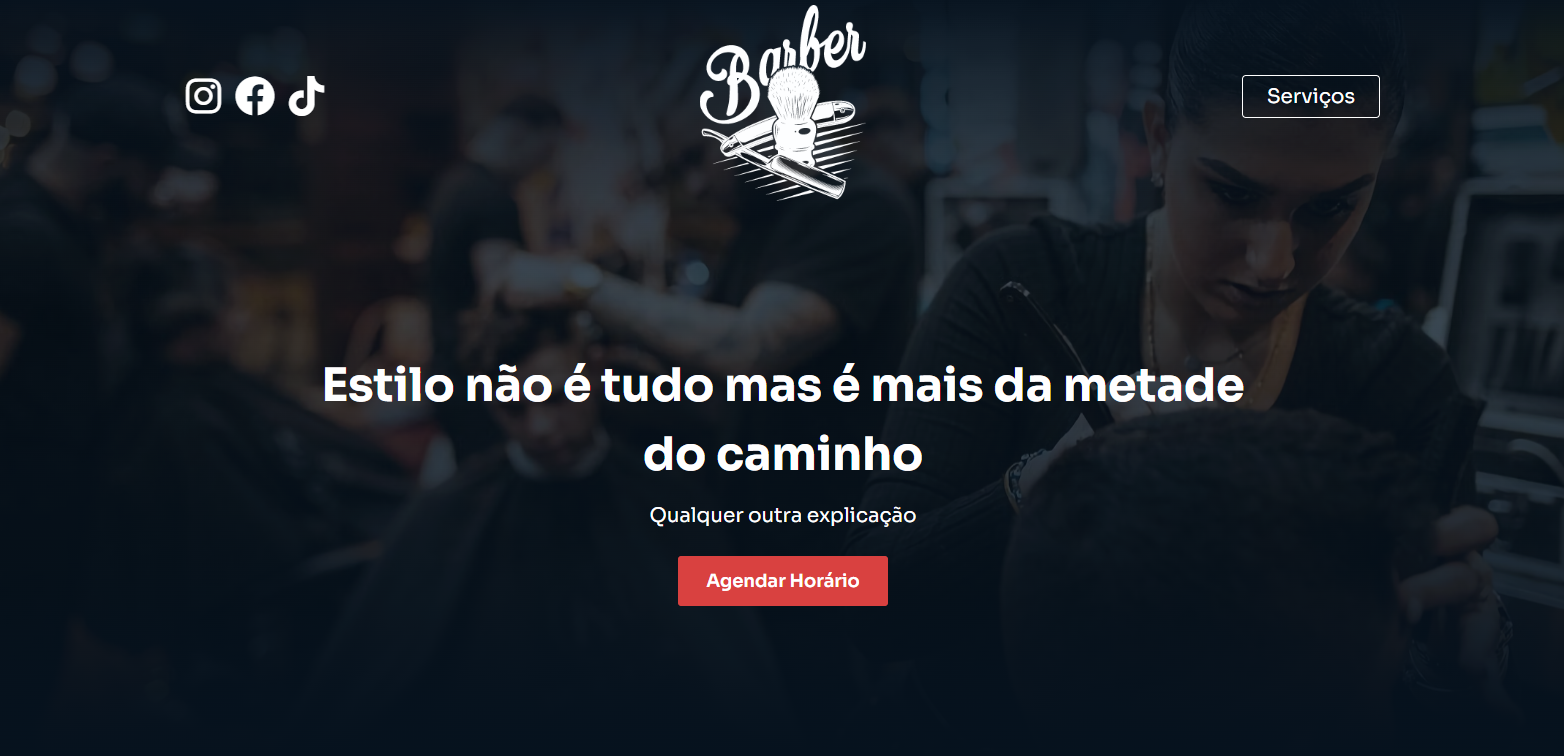 Barber
Serviços
Estilo não é tudo mas é mais da metade
do caminho
Qualquer outra explicação
Agendar Horário